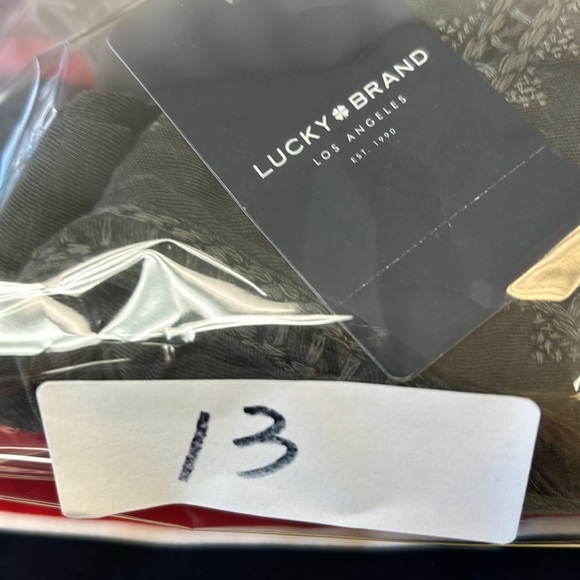 LUCKY BRAND
LOS ANGELES
EST. 1990
13